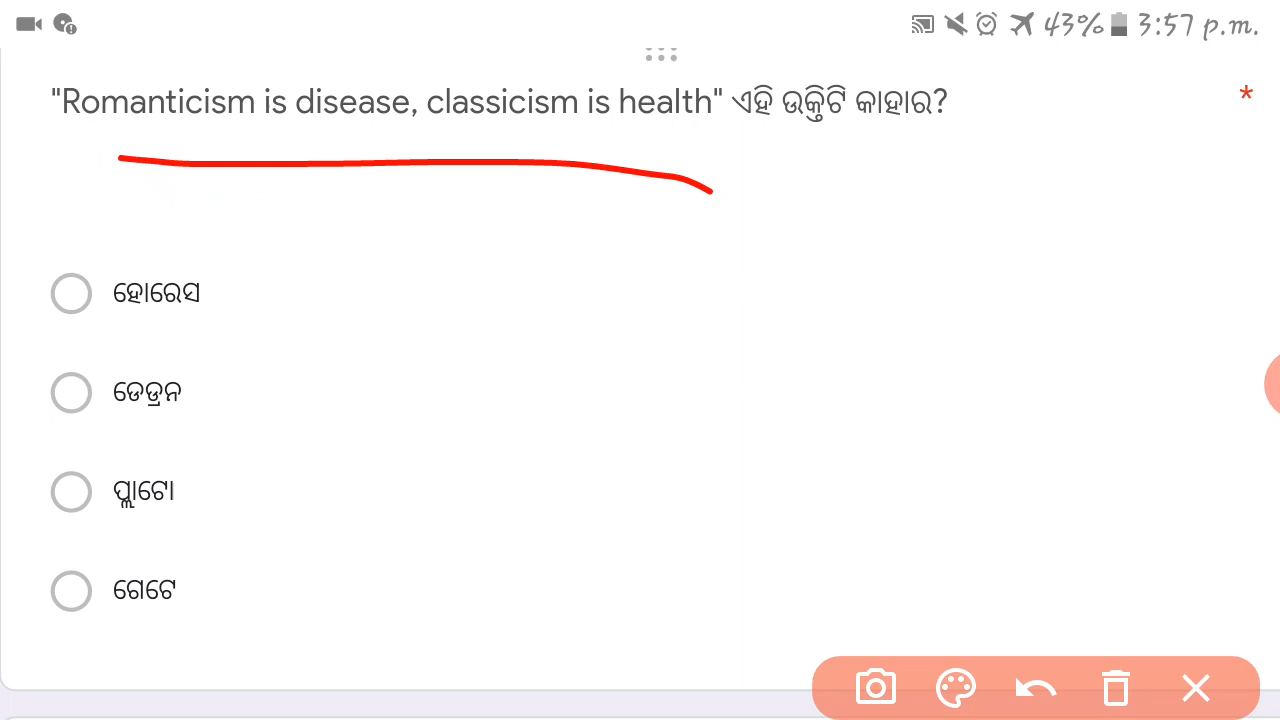 43% 3:57 p.m.
"Romanticism is disease, classicism is health" ଏହି ଉକ୍ତିଟି କାହାର? *
ହୋରେସ
ଡେଡ୍ରନ
ପ୍ଲାଟୋ
ଗେଟେ